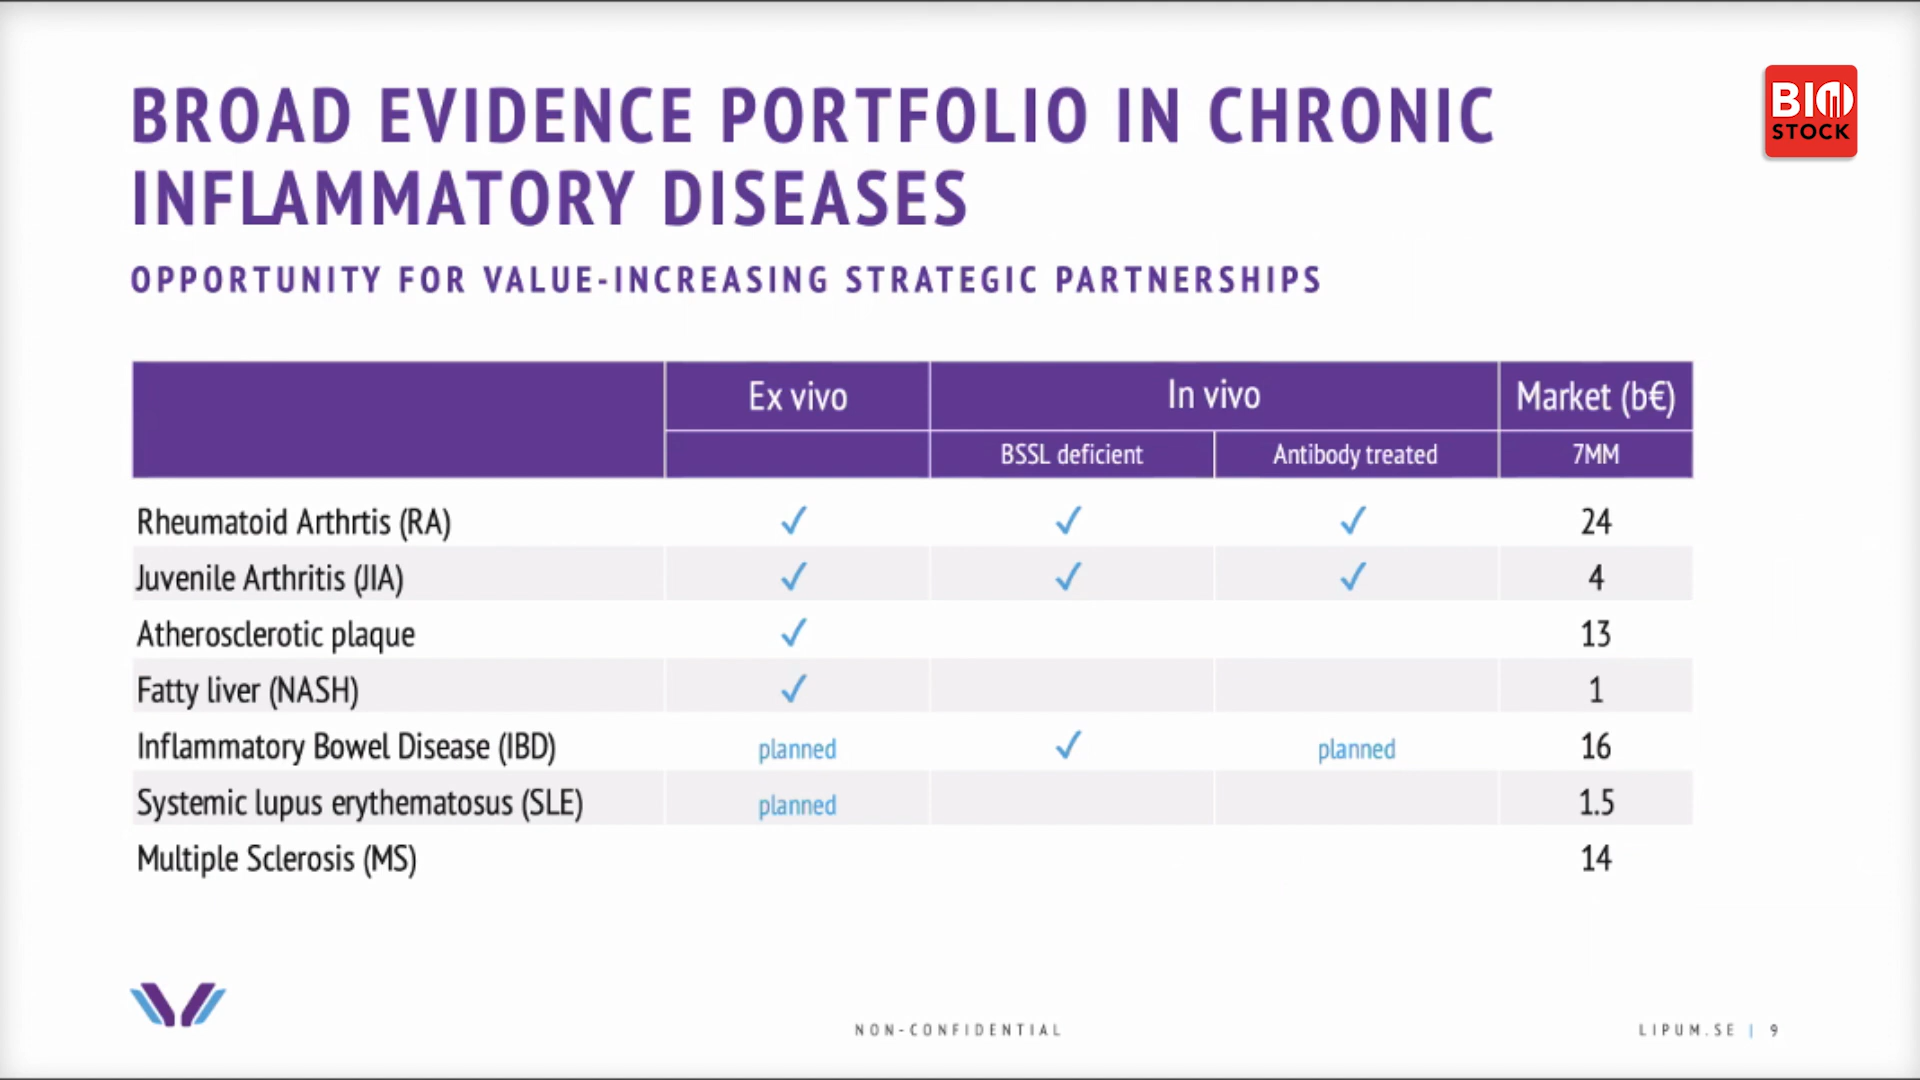 BROAD EVIDENCE PORTFOLIO IN CHRONIC
INFLAMMATORY DISEASES
BIO
STOCK
OPPORTUNITY FOR VALUE-INCREASING STRATEGIC PARTNERSHIPS
Ex vivo In vivo Market (b€)
BSSL deficient Antibody treated 7MM
Rheumatoid Arthrtis (RA) ✓ ✓ ✓ 24
Juvenile Arthritis (JIA) ✓ ✓ ✓ 4
Atherosclerotic plaque ✓ 13
Fatty liver (NASH) ✓ 1
Inflammatory Bowel Disease (IBD) planned ✓ planned 16
Systemic lupus erythematosus (SLE) planned 1.5
Multiple Sclerosis (MS) 14
NON-CONFIDENTIAL
LIPUM.SE | 9